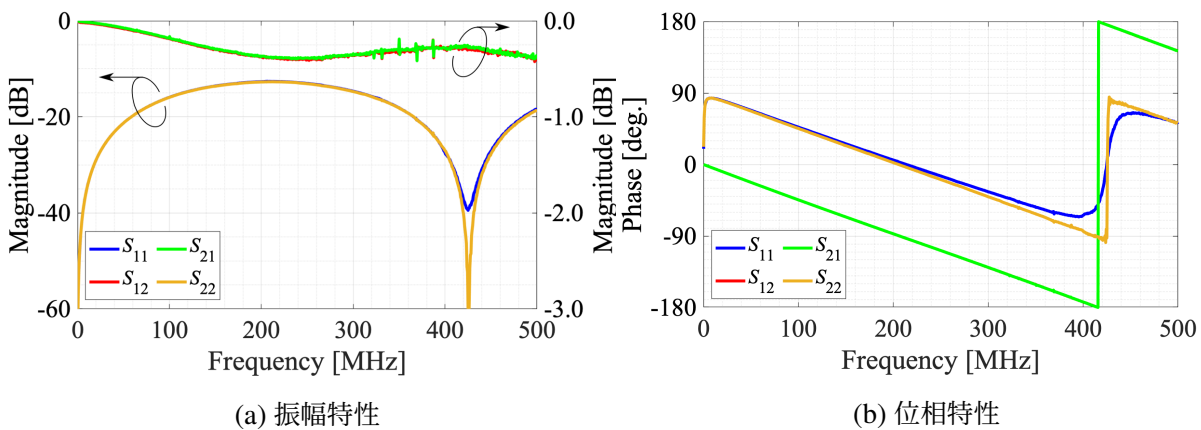 0
-20
-40
-60
Magnitude [dB]
0.0
-1.0
-2.0
-3.0
Magnitude [dB]
S11 S21
S12 S22
0 100 200 300 400 500
Frequency [MHz]
(a) 振幅特性
180
90
0
-90
-180
Phase [deg.]
S11 S21
S12 S22
0 100 200 300 400 500
Frequency [MHz]
(b) 位相特性